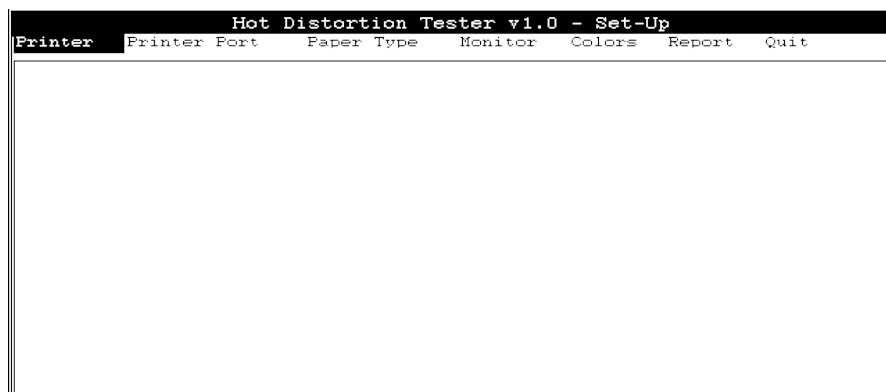 Hot Distortion Tester v1.0 - Set-Up
Printer Printer Port Paper Type Monitor Colors Report Quit